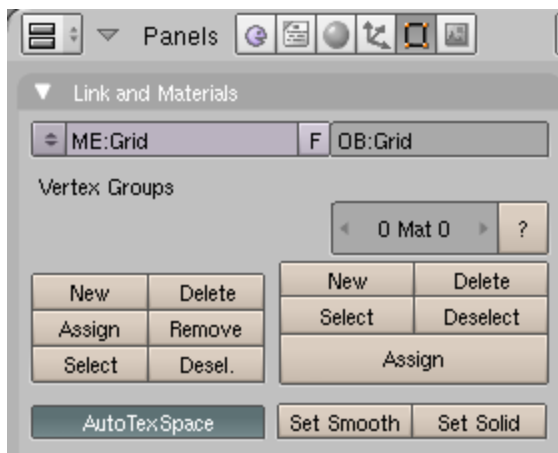 Panels
Link and Materials
ME:Grid F OB:Grid
Vertex Groups
0 Mat 0 ?
New Delete
Assign Remove
Select Desel.
New Delete
Select Deselect
Assign
AutoTexSpace Set Smooth Set Solid